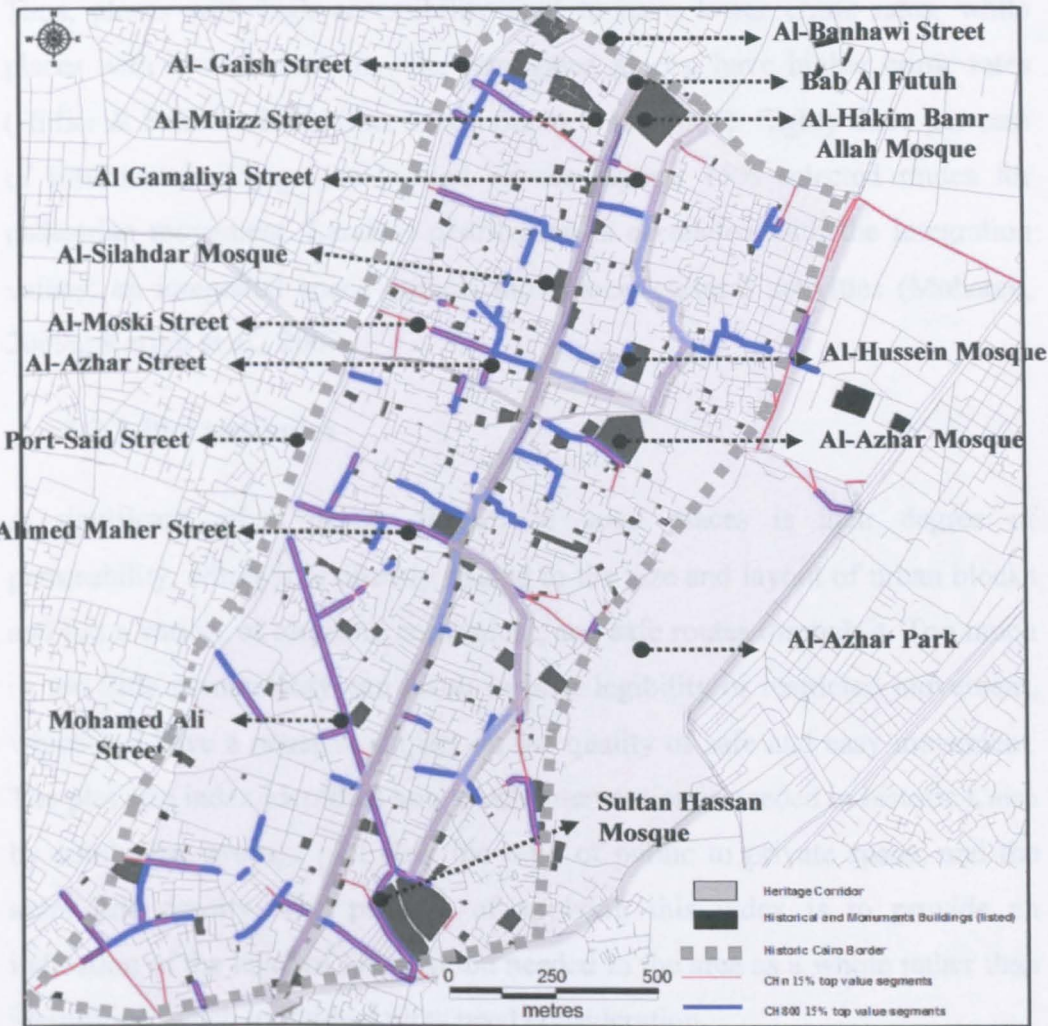 Al-Banhawi Street
Al- Gaish Street
Bab Al Futuh
Al-Muizz Street
Al-Hakim Bamr
Allah Mosque
Al Gamaliya Street
Al-Silahdar Mosque
Al-Moski Street
Al-Hussein Mosque
Al-Azhar Street
Port-Said Street
Al-Azhar Mosque
Ahmed Maher Street
Al-Azhar Park
Mohamed Ali
Street
Sultan Hassan
Mosque
Heritage Corridor
Historical and Monuments Buildings (listed)
Historic Cairo Border
CH n 15% top value segments
CH 800 15% top value segments
0 250 500
metres